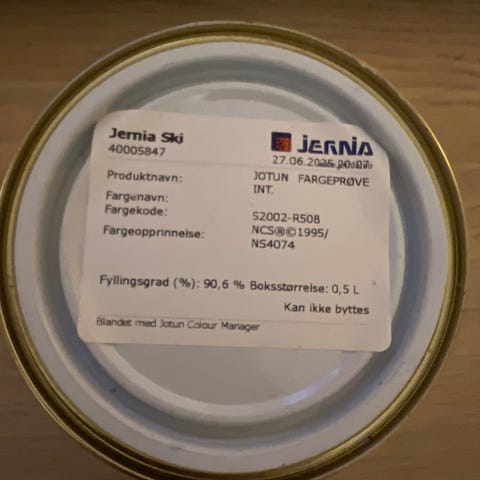 Jernia Ski
40005847
JERNIA
27.06.2025 20:07
Produktnavn: JOTUN FARGEPRØVE
INT.
Fargenavn:
Fargekode: S2002-R50B
Fargeopprinnelse: NCS®©1995/
NS4074
Fyllingsgrad (%): 90,6 % Boksstørrelse: 0,5 L
Kan ikke byttes
Blandet med Jotun Colour Manager